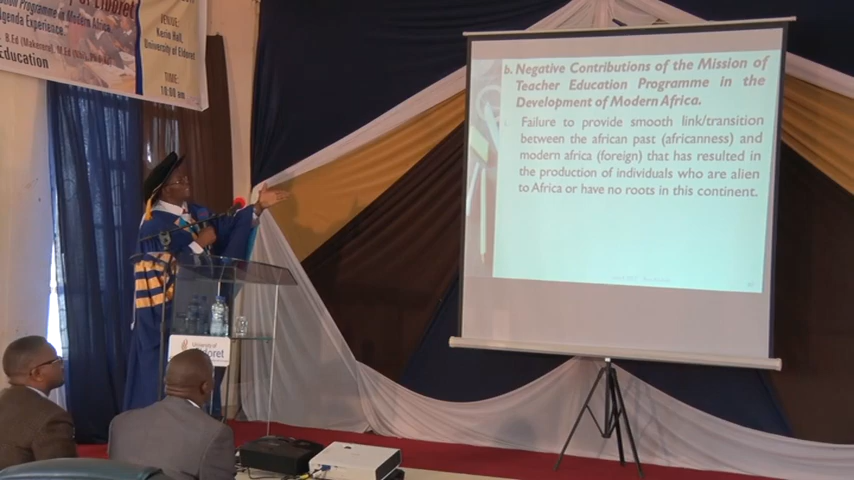 of Eldoret
Programme in Modern Africa
Agenda Experience.
B.Ed (Makerere), M.Ed
Education
VENUE:
Kerio Hall,
University of Eldoret
TIME:
10:00 am
b. Negative Contributions of the Mission of
Teacher Education Programme in the
Development of Modern Africa.
Failure to provide smooth link/transition
between the african past (africanness) and
modern africa (foreign) that has resulted in
the production of individuals who are alien
to Africa or have no roots in this continent.
University of
Eldoret